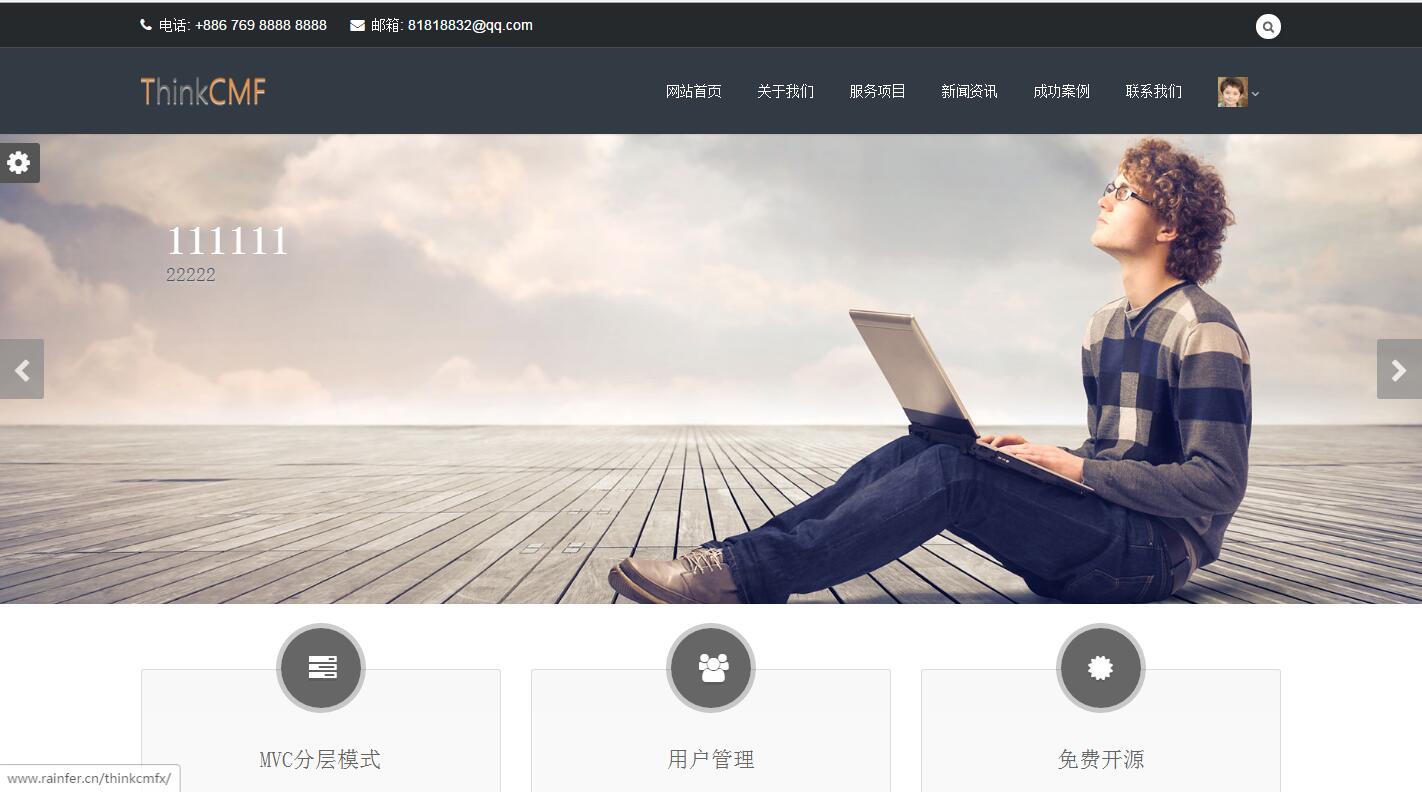 电话: +886 769 8888 8888 邮箱: 81818832@qq.com
ThinkCMF
网站首页 关于我们 服务项目 新闻资讯 成功案例 联系我们
111111
22222
MVC分层模式 用户管理 免费开源
www.rainfer.cn/thinkcmfx/